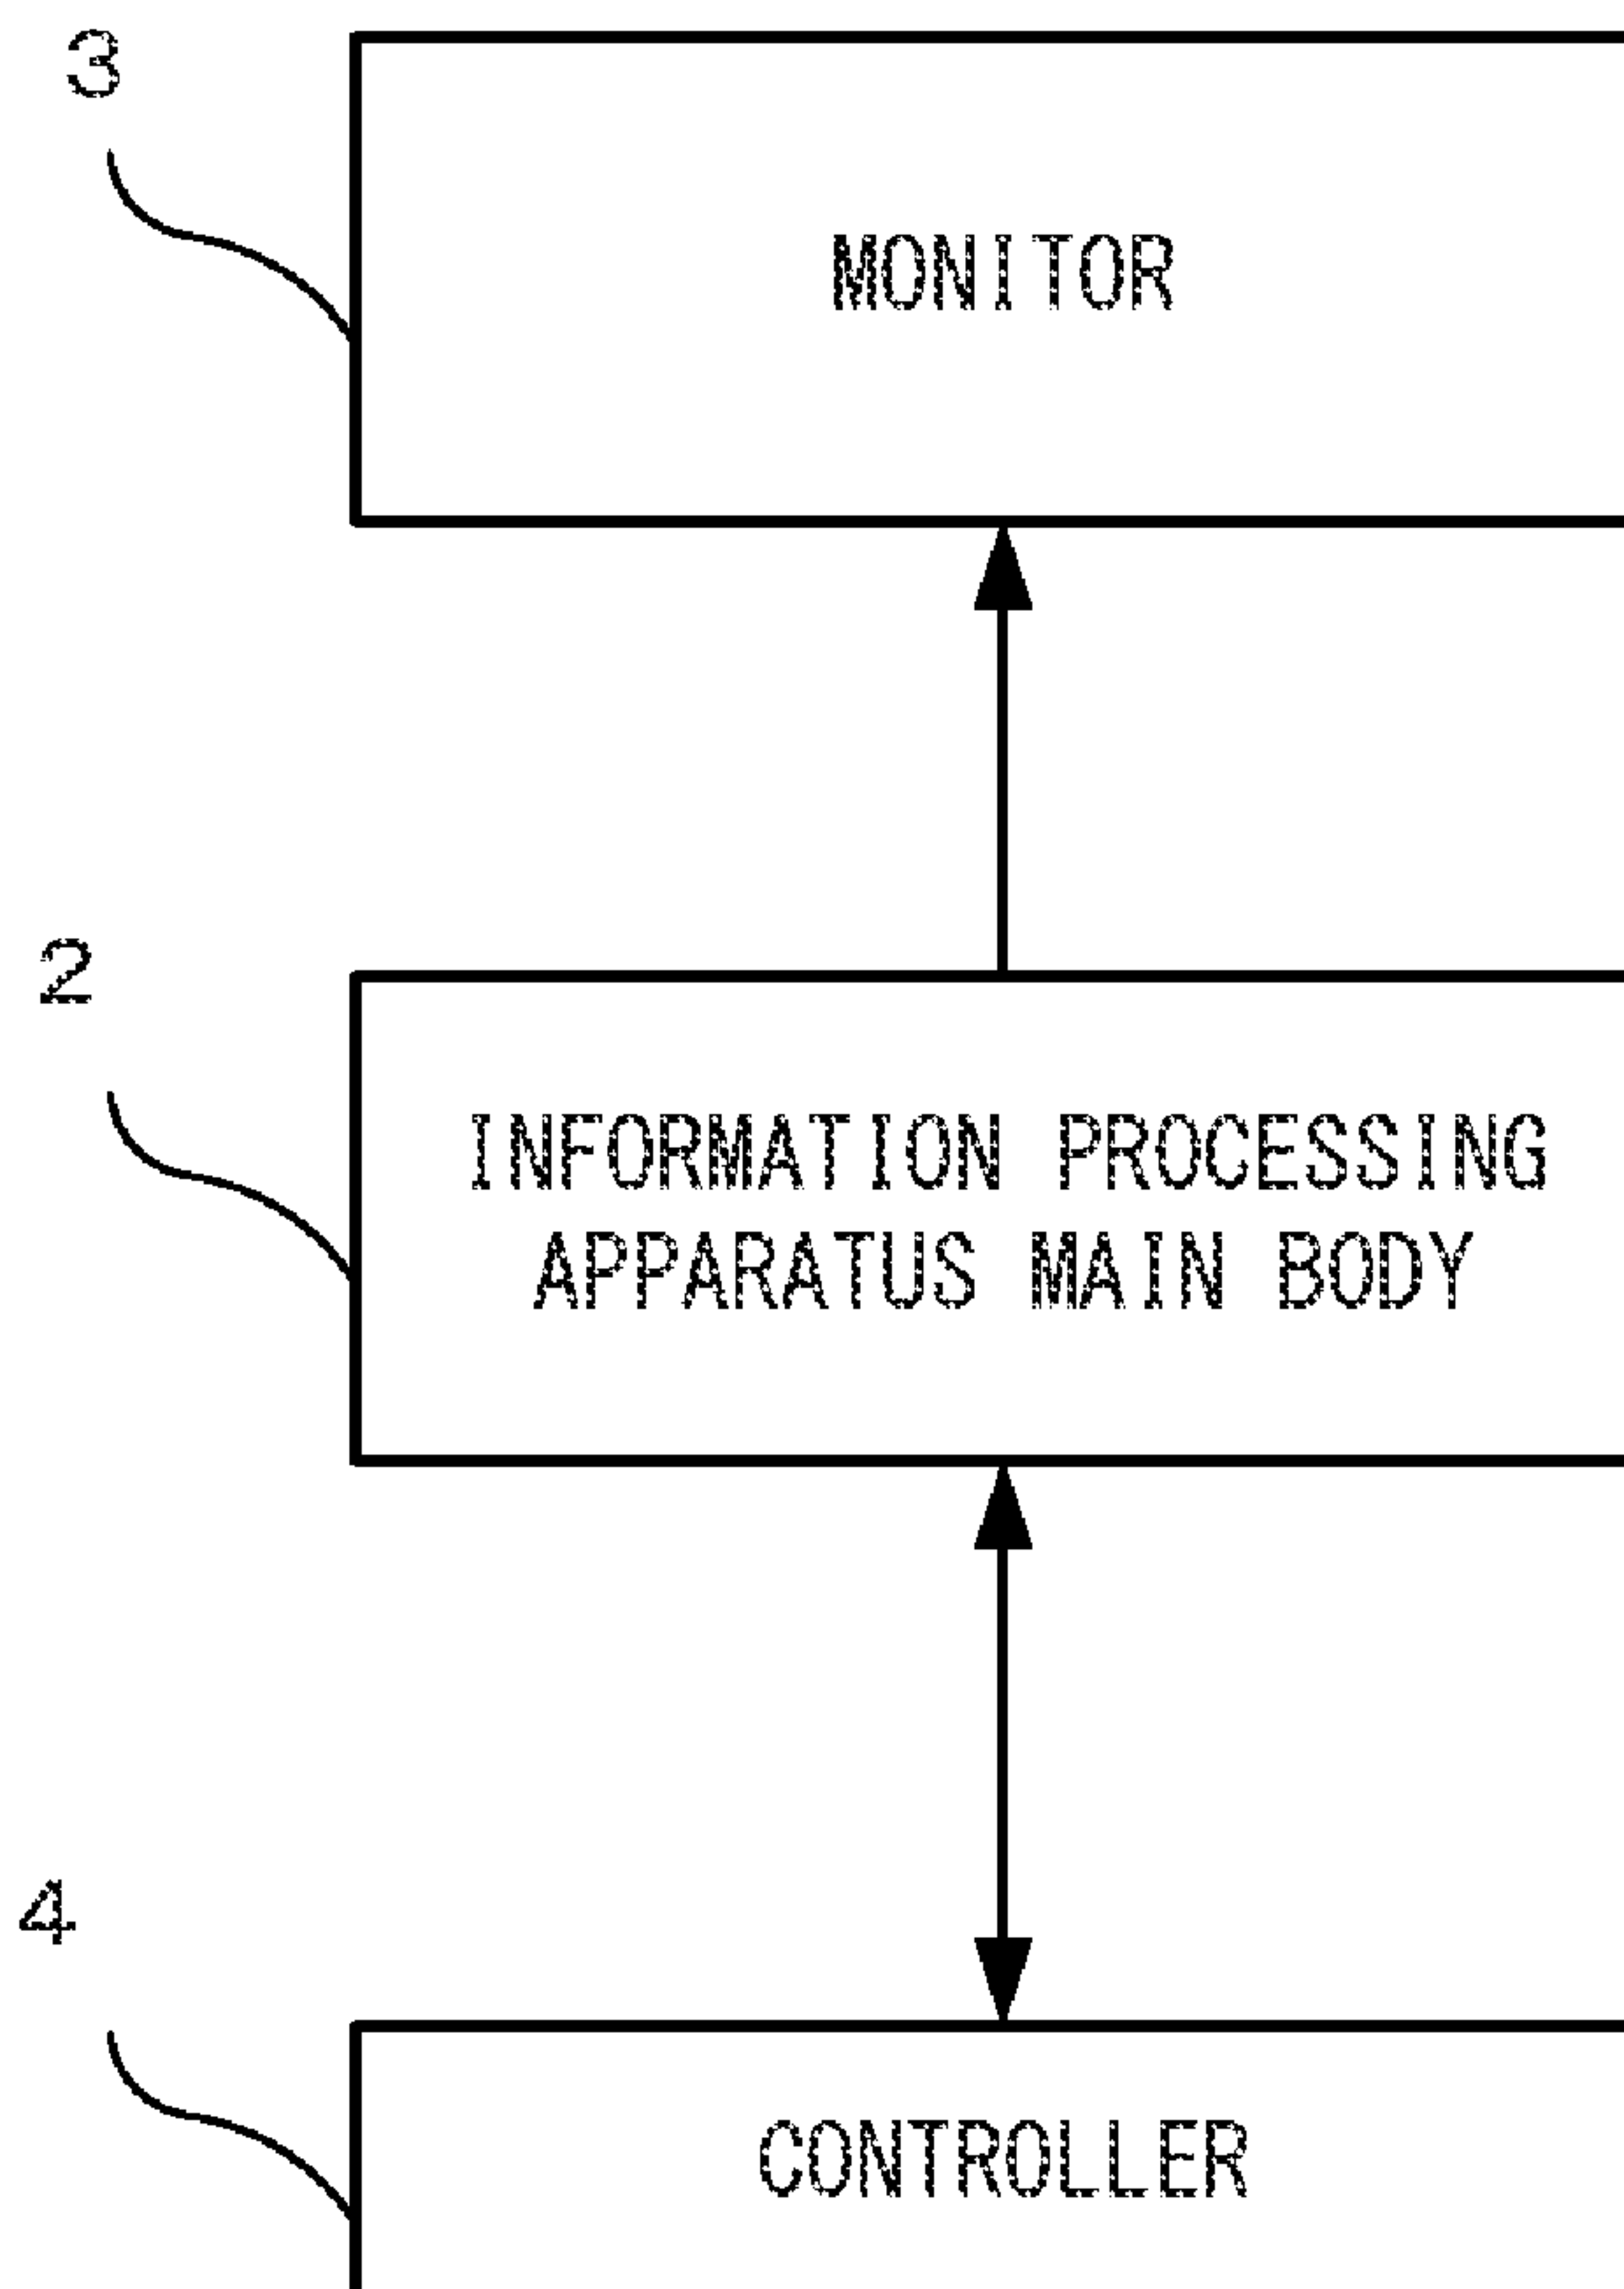 3
MONITOR
2
INFORMATION PROCESSING
APPARATUS MAIN BODY
4
CONTROLLER